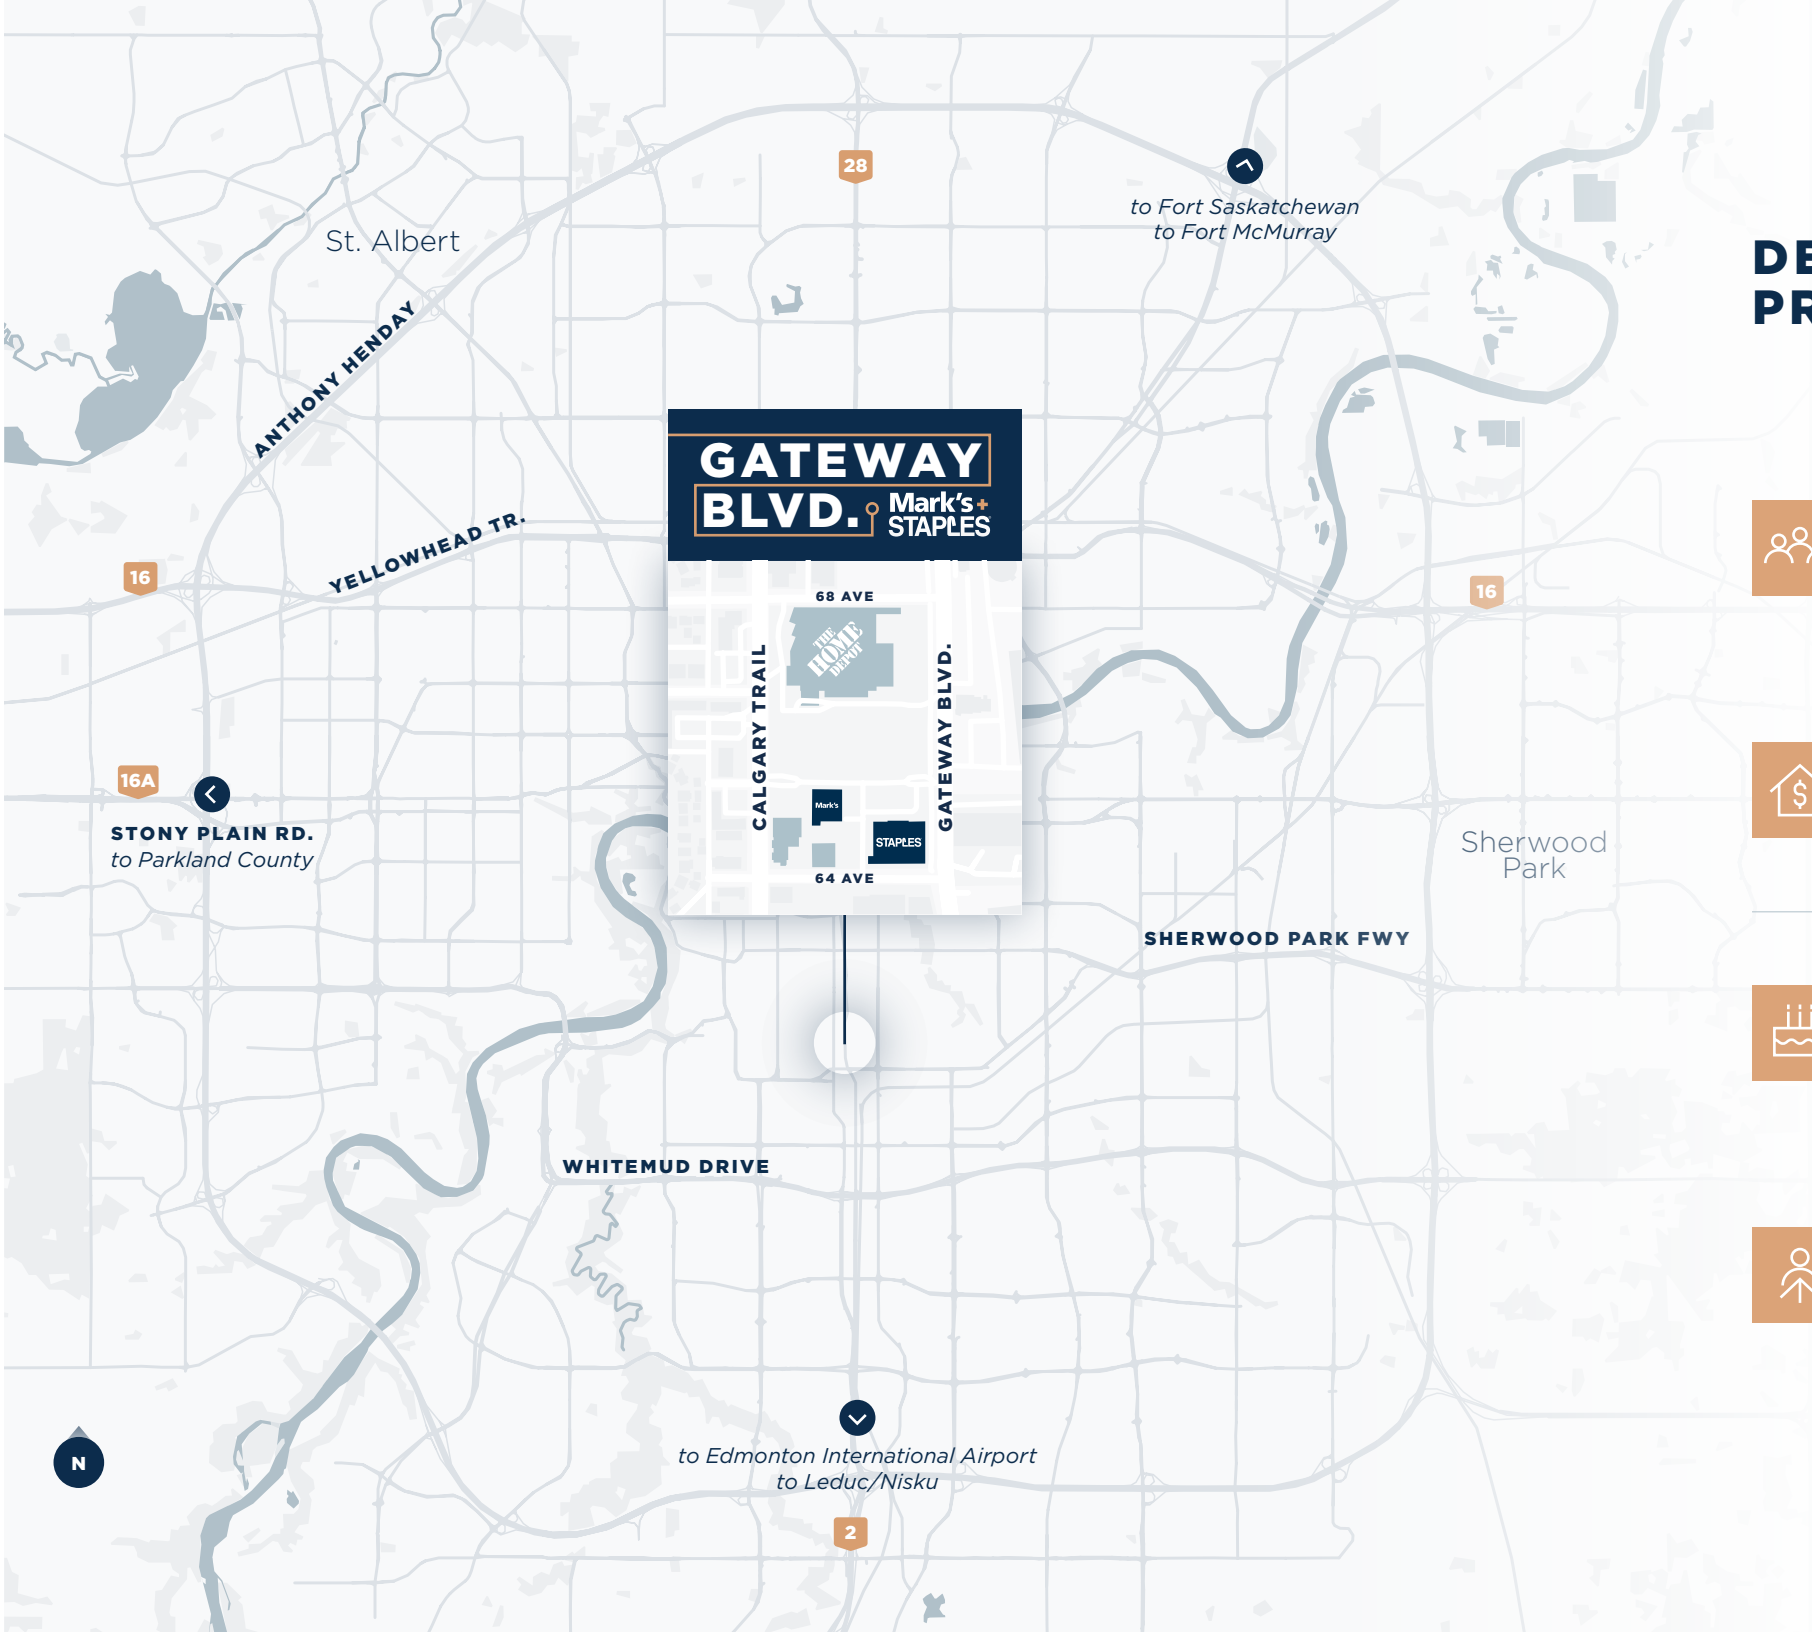 28
to Fort Saskatchewan
to Fort McMurray
St. Albert
DE
PR
ANTHONY HENDAY
GATEWAY
BLVD.
Mark's+
STAPLES
YELLOWHEAD TR.
16
16
68 AVE
THE
HOME
DEPOT
CALGARY TRAIL
GATEWAY BLVD.
16A
STONY PLAIN RD.
to Parkland County
Mark's
STAPLES
64 AVE
$
Sherwood
Park
SHERWOOD PARK FWY
WHITEMUD DRIVE
N
to Edmonton International Airport
to Leduc/Nisku
2